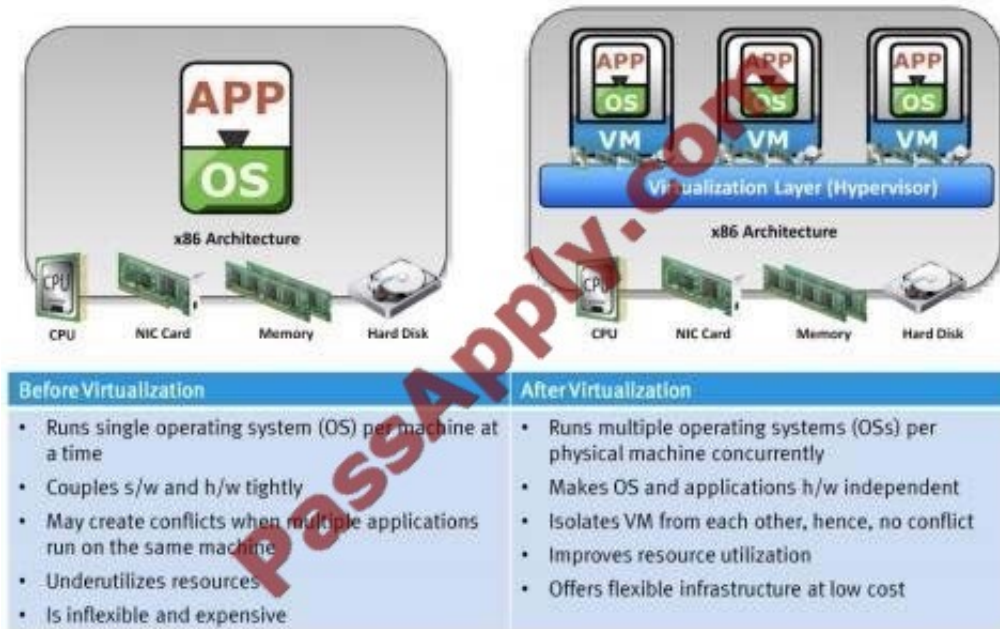 APP
OS
x86 Architecture
CPU
CPU
NIC Card
Memory
Hard Disk
APP
OS
VM
APP
OS
VM
APP
OS
VM
Virtualization Layer (Hypervisor)
x86 Architecture
CPU
CPU
NIC Card
Memory
Hard Disk
Before Virtualization
• Runs single operating system (OS) per machine at
a time
• Couples s/w and h/w tightly
• May create conflicts when multiple applications
run on the same machine
• Underutilizes resources
• Is inflexible and expensive
After Virtualization
• Runs multiple operating systems (OSs) per
physical machine concurrently
• Makes OS and applications h/w independent
• Isolates VM from each other, hence, no conflict
• Improves resource utilization
• Offers flexible infrastructure at low cost
PassApply.com